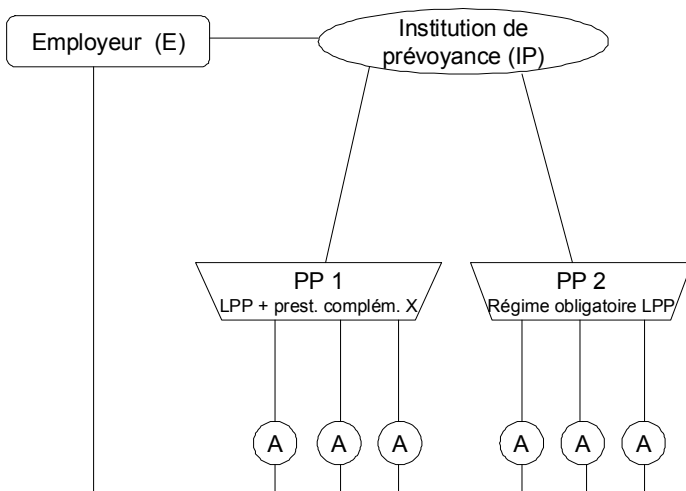 Employeur (E)
Institution de
prévoyance (IP)
PP 1
LPP + prest. complém. X
PP 2
Régime obligatoire LPP
A
A
A
A
A
A